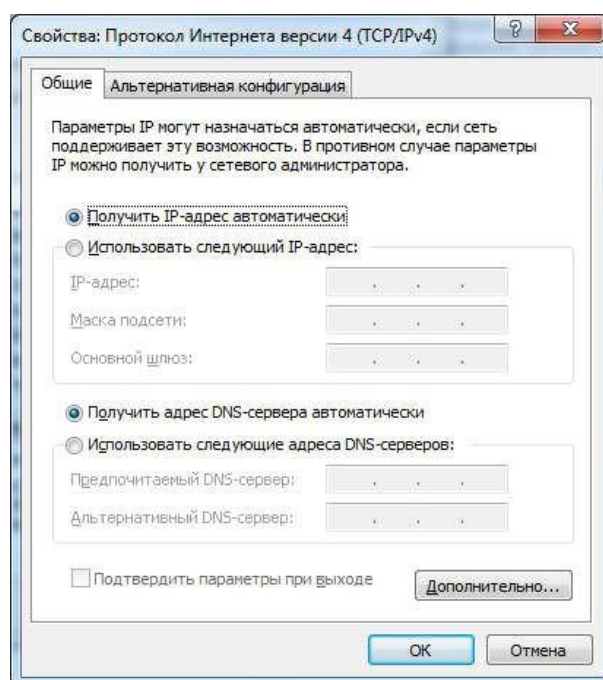 Свойства: Протокол Интернета версии 4 (TCP/IPv4)
Общие
Альтернативная конфигурация
Параметры IP могут назначаться автоматически, если сеть
поддерживает эту возможность. В противном случае параметры
IP можно получить у сетевого администратора.
Получить IP-адрес автоматически
Использовать следующий IP-адрес:
IP-адрес:
Маска подсети:
Основной шлюз:
Получить адрес DNS-сервера автоматически
Использовать следующие адреса DNS-серверов:
Предпочитаемый DNS-сервер:
Альтернативный DNS-сервер:
Подтвердить параметры при выходе
Дополнительно...
ОК
Отмена